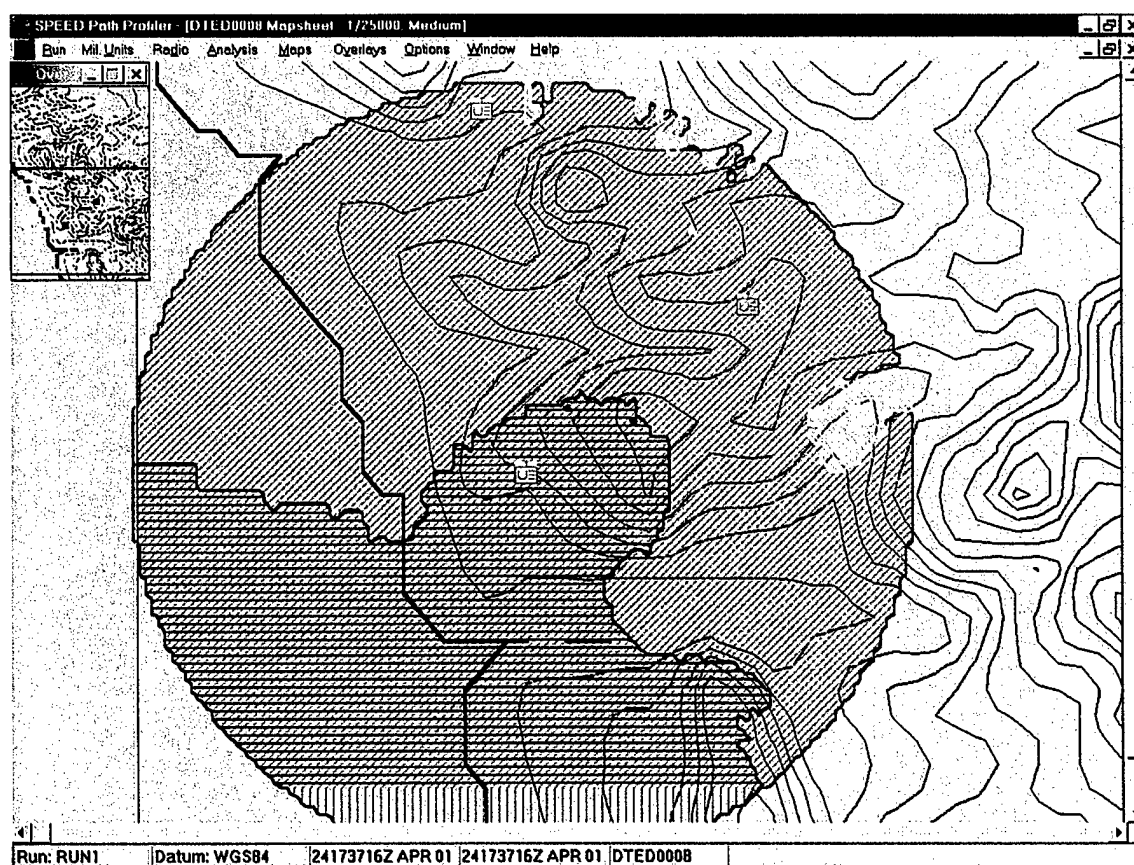 SPEED Path Profiler - [DTED0008 Mapsheet 1/25000. Medium]
Run Mil. Units Radio Analysis Maps Overlays Options Window Help
Over
Run: RUN1 Datum: WGS84 24173716Z APR 01 24173716Z APR 01 DTED0008